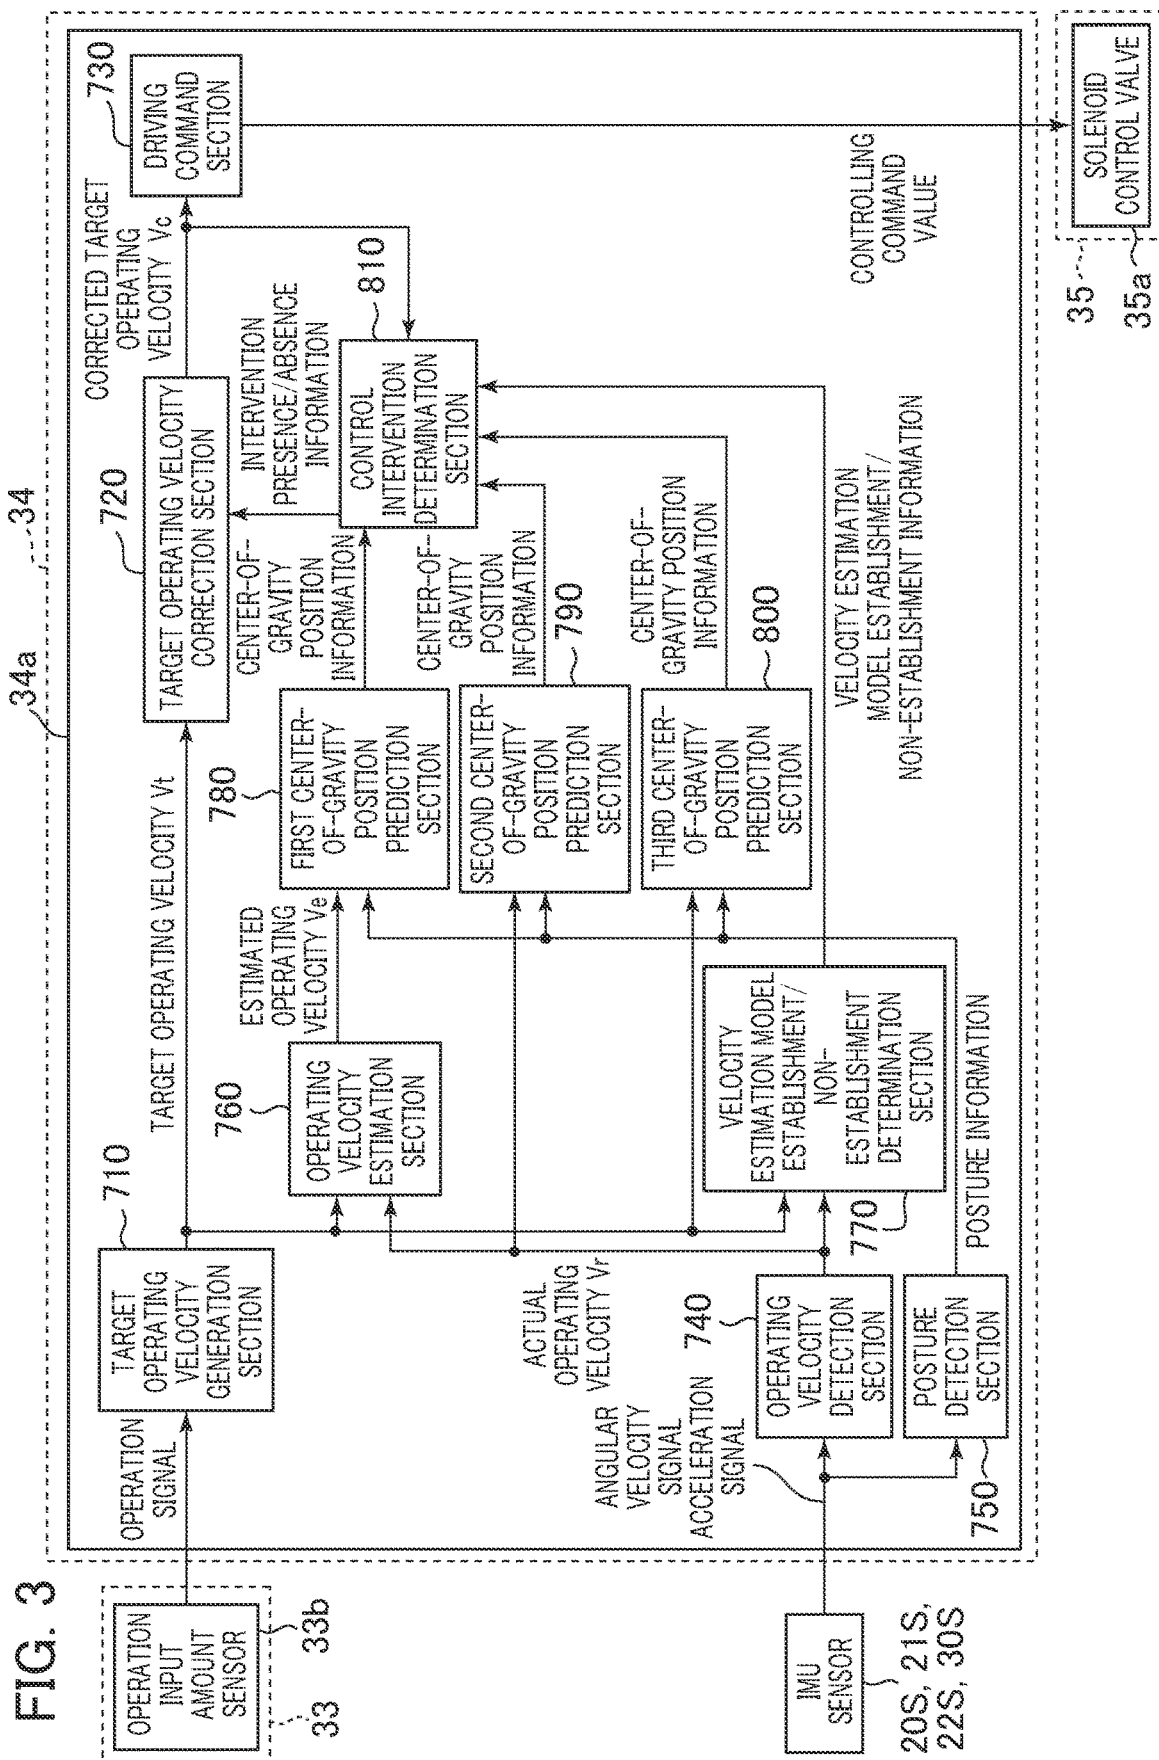 FIG. 3
33
OPERATION
INPUT
AMOUNT
SENSOR
33b
OPERATION
SIGNAL
34a
34
710
TARGET
OPERATING
VELOCITY
GENERATION
SECTION
TARGET OPERATING VELOCITY Vt
720
TARGET OPERATING VELOCITY
CORRECTION SECTION
CORRECTED TARGET
OPERATING
VELOCITY Vc
730
DRIVING
COMMAND
SECTION
760
OPERATING
VELOCITY
ESTIMATION
SECTION
ESTIMATED
OPERATING
VELOCITY Ve
780
FIRST CENTER-
OF-GRAVITY
POSITION
PREDICTION
SECTION
CENTER-OF-
GRAVITY
POSITION
INFORMATION
INTERVENTION
PRESENCE/ABSENCE
INFORMATION
810
CONTROL
INTERVENTION
DETERMINATION
SECTION
SECOND CENTER-
OF-GRAVITY
POSITION
PREDICTION
SECTION
790
CENTER-OF-
GRAVITY
POSITION
INFORMATION
THIRD CENTER-
OF-GRAVITY
POSITION
PREDICTION
SECTION
800
CENTER-OF-
GRAVITY POSITION
INFORMATION
ACTUAL
OPERATING
VELOCITY Vr
VELOCITY
ESTIMATION MODEL
ESTABLISHMENT/
NON-
ESTABLISHMENT
DETERMINATION
SECTION
770
VELOCITY ESTIMATION
MODEL ESTABLISHMENT/
NON-ESTABLISHMENT INFORMATION
CONTROLLING
COMMAND
VALUE
IMU
SENSOR
20S, 21S,
22S, 30S
ANGULAR
VELOCITY
SIGNAL
ACCELERATION
SIGNAL
740
OPERATING
VELOCITY
DETECTION
SECTION
750
POSTURE
DETECTION
SECTION
POSTURE INFORMATION
35
35a
SOLENOID
CONTROL VALVE